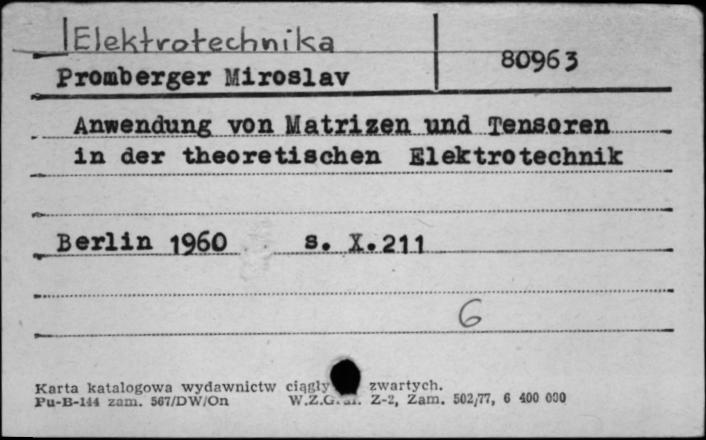 Elektrotechnika
80963
Promberger Miroslav
Anwendung von Matrizen und Tensoren
in der theoretischen Elektrotechnik
Berlin 1960 s. X.211
6
Karta katalogowa wydawnictw ciągły zwartych.
Pu-B-144 zam. 567/DW/On W.Z.Graf. Z-2, Zam. 502/77, 6 400 000